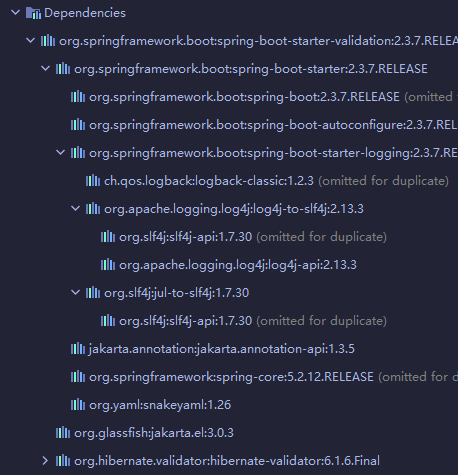 Dependencies
org.springframework.boot:spring-boot-starter-validation:2.3.7.RELEA
org.springframework.boot:spring-boot-starter:2.3.7.RELEASE
org.springframework.boot:spring-boot:2.3.7.RELEASE (omitted f
org.springframework.boot:spring-boot-autoconfigure:2.3.7.REL
org.springframework.boot:spring-boot-starter-logging:2.3.7.RE
ch.qos.logback:logback-classic:1.2.3 (omitted for duplicate)
org.apache.logging.log4j:log4j-to-slf4j:2.13.3
org.slf4j:slf4j-api:1.7.30 (omitted for duplicate)
org.apache.logging.log4j:log4j-api:2.13.3
org.slf4j:jul-to-slf4j:1.7.30
org.slf4j:slf4j-api:1.7.30 (omitted for duplicate)
jakarta.annotation:jakarta.annotation-api:1.3.5
org.springframework:spring-core:5.2.12.RELEASE (omitted for d
org.yaml:snakeyaml:1.26
org.glassfish:jakarta.el:3.0.3
org.hibernate.validator:hibernate-validator:6.1.6.Final